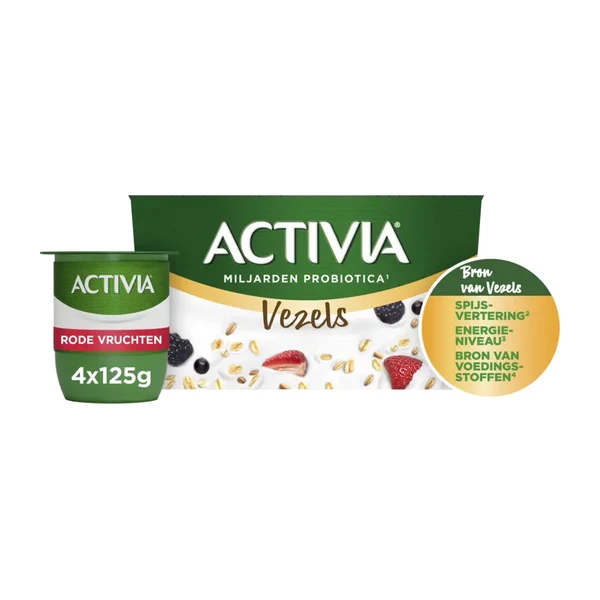 ACTIVIA®
MILJARDEN PROBIOTICA¹
Vezels
ACTIVIA
RODE VRUCHTEN
4x125g
Bron
van Vezels
SPIJS-
VERTERING²
ENERGIE-
NIVEAU³
BRON VAN
VOEDINGS-
STOFFEN⁴